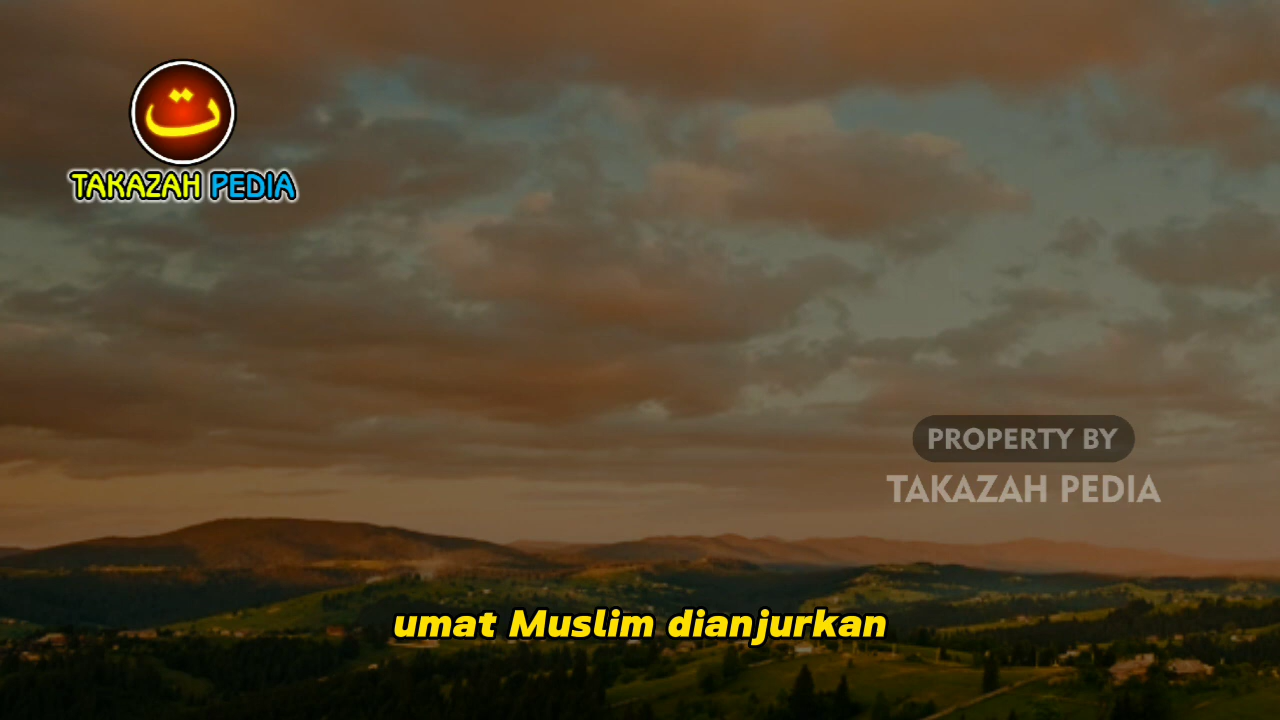 ت
TAKAZAH PEDIA
PROPERTY BY
TAKAZAH PEDIA
umat Muslim dianjurkan